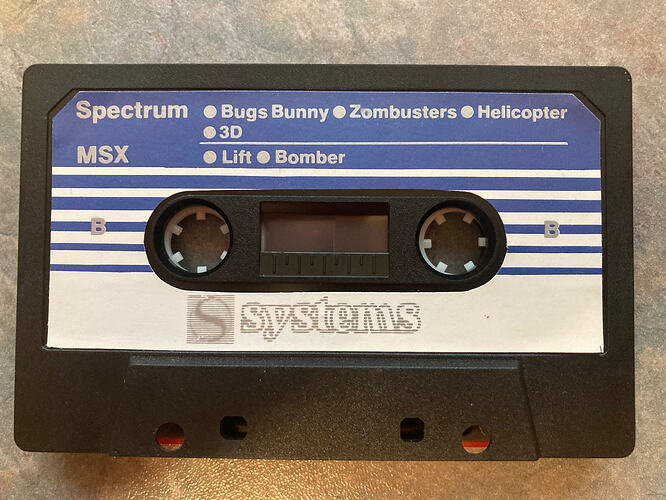 Spectrum ● Bugs Bunny ● Zombusters ● Helicopter
● 3D
MSX ● Lift ● Bomber
B B
S systems